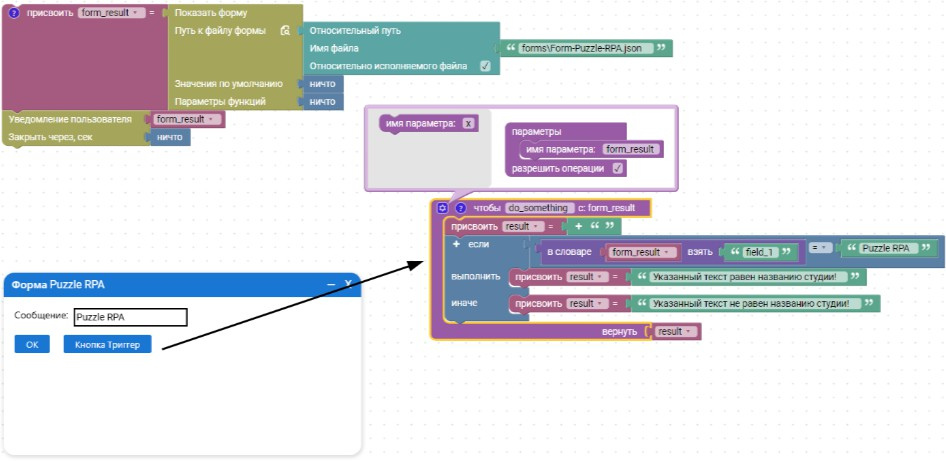 присвоить form_result =
Показать форму
Путь к файлу формы
Относительный путь
Имя файла
“ forms\Form-Puzzle-RPA.json ”
Относительно исполняемого файла
Значения по умолчанию
ничто
Параметры функций
ничто
Уведомление пользователя
form_result
Закрыть через, сек
ничто
имя параметра: x
параметры
имя параметра: form_result
разрешить операции
чтобы do_something с: form_result
присвоить result = + “ ”
+ если
в словаре form_result взять “ field_1 ” = “ Puzzle RPA ”
выполнить присвоить result = “ Указанный текст равен названию студии! ”
иначе присвоить result = “ Указанный текст не равен названию студии! ”
вернуть result
Форма Puzzle RPA
Сообщение: Puzzle RPA
OK
Кнопка Триггер